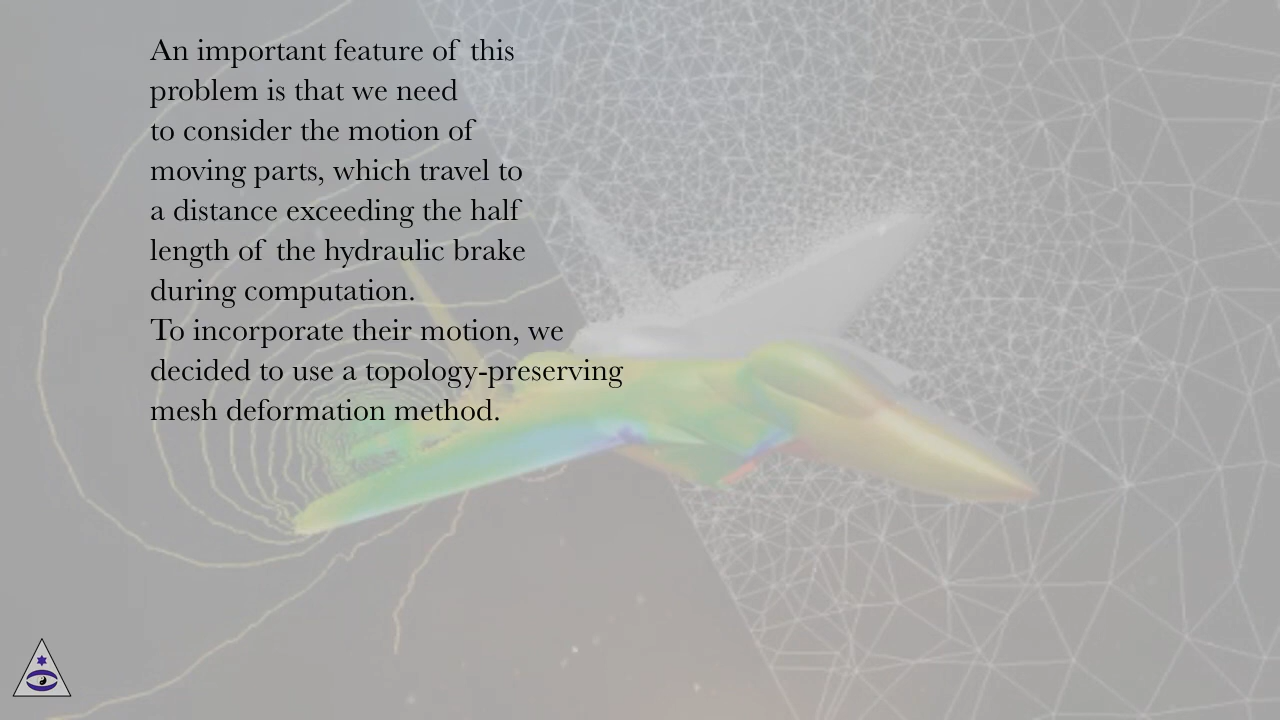 An important feature of this
problem is that we need
to consider the motion of
moving parts, which travel to
a distance exceeding the half
length of the hydraulic brake
during computation.
To incorporate their motion, we
decided to use a topology-preserving
mesh deformation method.